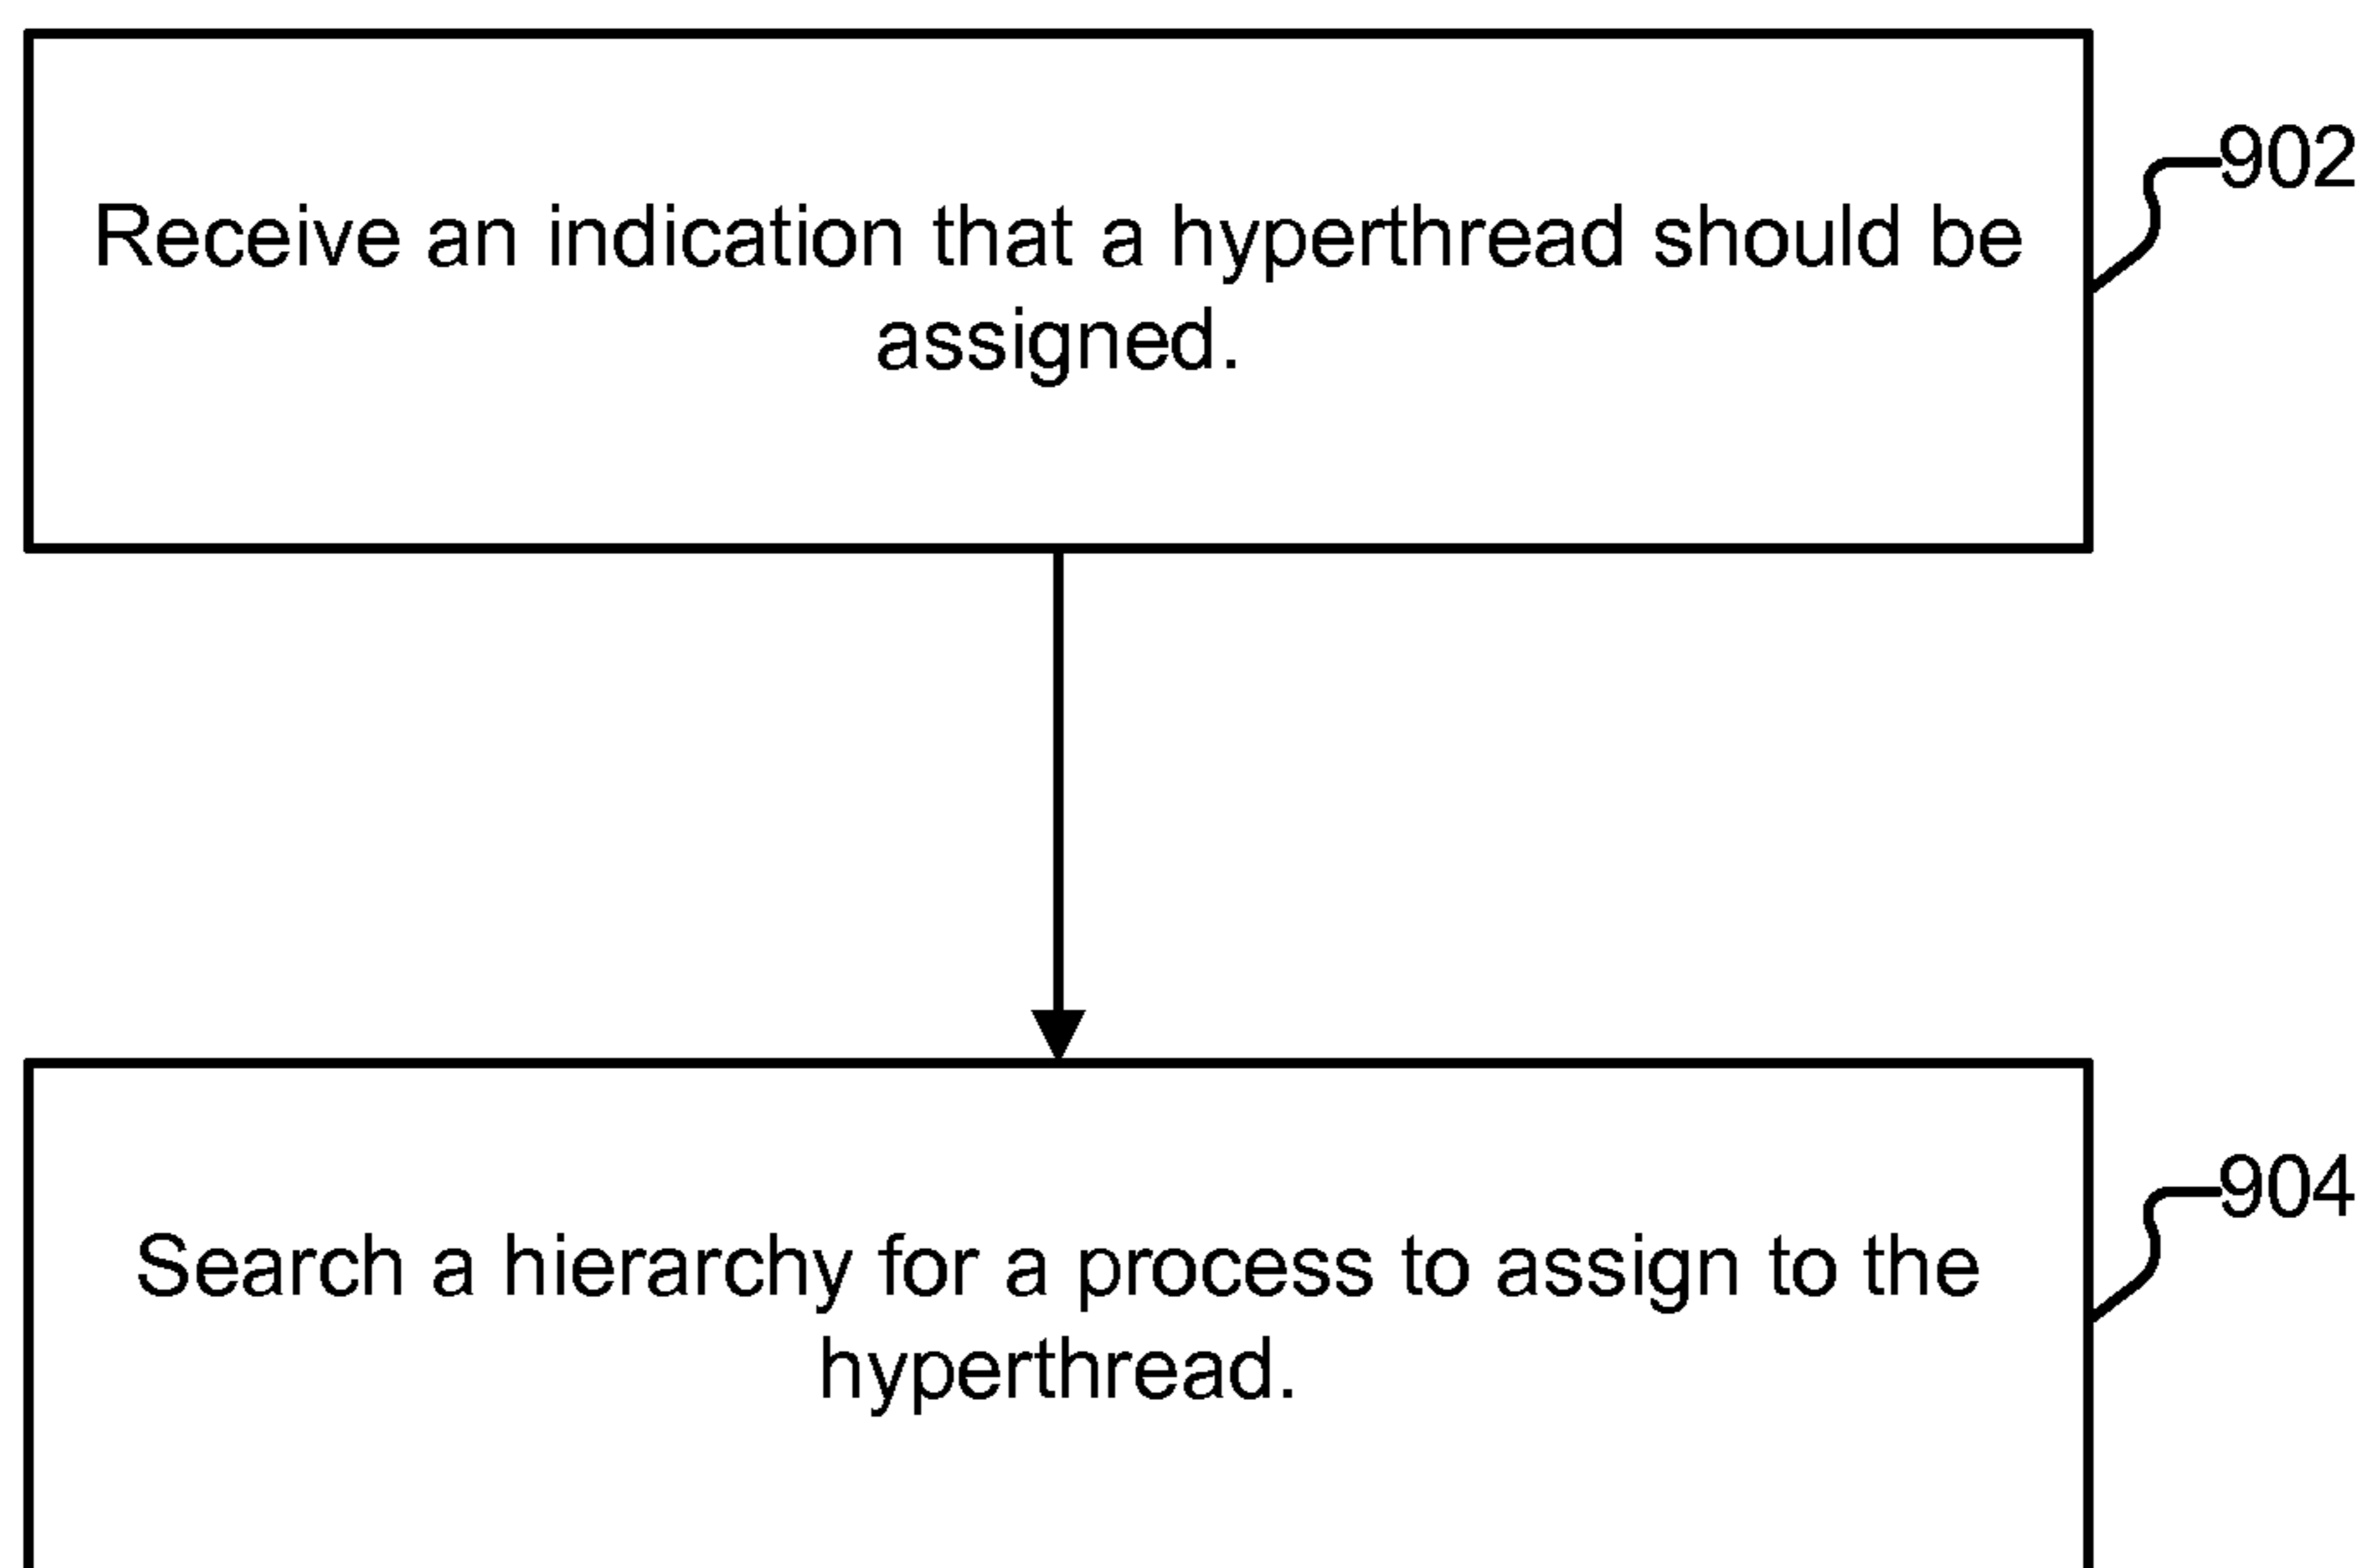 902
Receive an indication that a hyperthread should be
assigned.
904
Search a hierarchy for a process to assign to the
hyperthread.